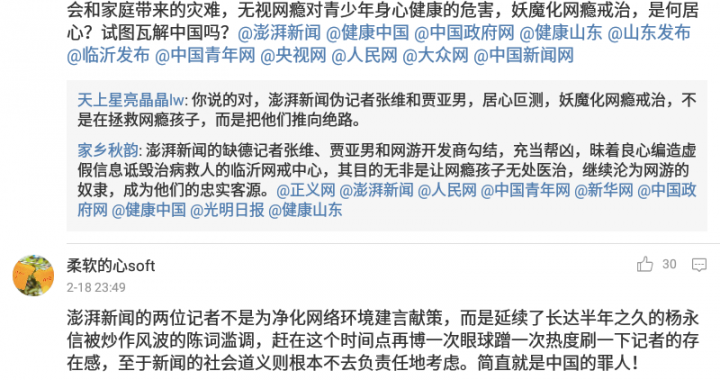 会和家庭带来的灾难，无视网瘾对青少年身心健康的危害，妖魔化网瘾戒治，是何居
心？试图瓦解中国吗？@澎湃新闻 @健康中国 @中国政府网 @健康山东 @山东发布
@临沂发布 @中国青年网 @央视网 @人民网 @大众网 @中国新闻网
天上星亮晶晶lw: 你说的对，澎湃新闻伪记者张维和贾亚男，居心叵测，妖魔化网瘾戒治，不
是在拯救网瘾孩子，而是把他们推向绝路。
家乡秋韵: 澎湃新闻的缺德记者张维、贾亚男和网游开发商勾结，充当帮凶，昧着良心编造虚
假信息诋毁治病救人的临沂网戒中心，其目的无非是让网瘾孩子无处医治，继续沦为网游的
奴隶，成为他们的忠实客源。@正义网 @澎湃新闻 @人民网 @中国青年网 @新华网 @中国政
府网 @健康中国 @光明日报 @健康山东
柔软的心soft
30
2-18 23:49
澎湃新闻的两位记者不是为净化网络环境建言献策，而是延续了长达半年之久的杨永
信被炒作风波的陈词滥调，赶在这个时间点再博一次眼球蹭一次热度刷一下记者的存
在感，至于新闻的社会道义则根本不去负责任地考虑。简直就是中国的罪人！